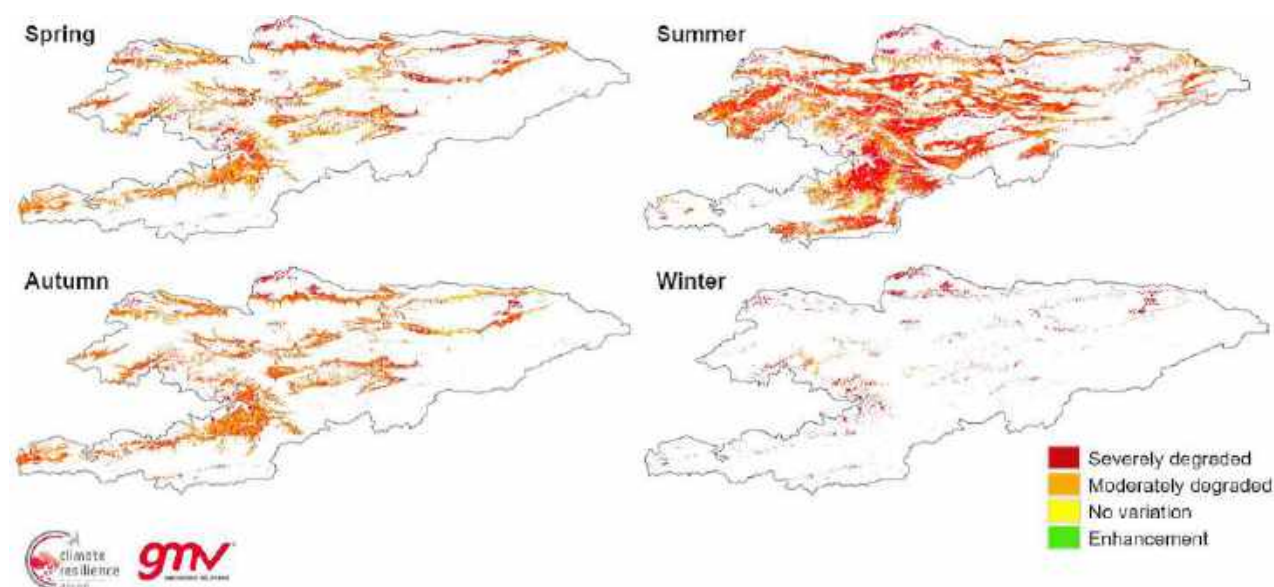 Spring
Summer
Autumn
Winter
Severely degraded
Moderately degraded
No variation
Enhancement
climate
resilience
gmv